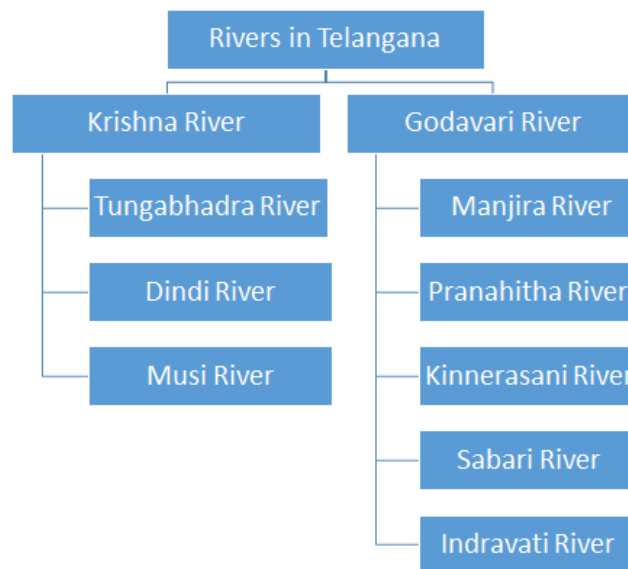 Rivers in Telangana
Krishna River
Tungabhadra River
Dindi River
Musi River
Godavari River
Manjira River
Pranahitha River
Kinnerasani River
Sabari River
Indravati River